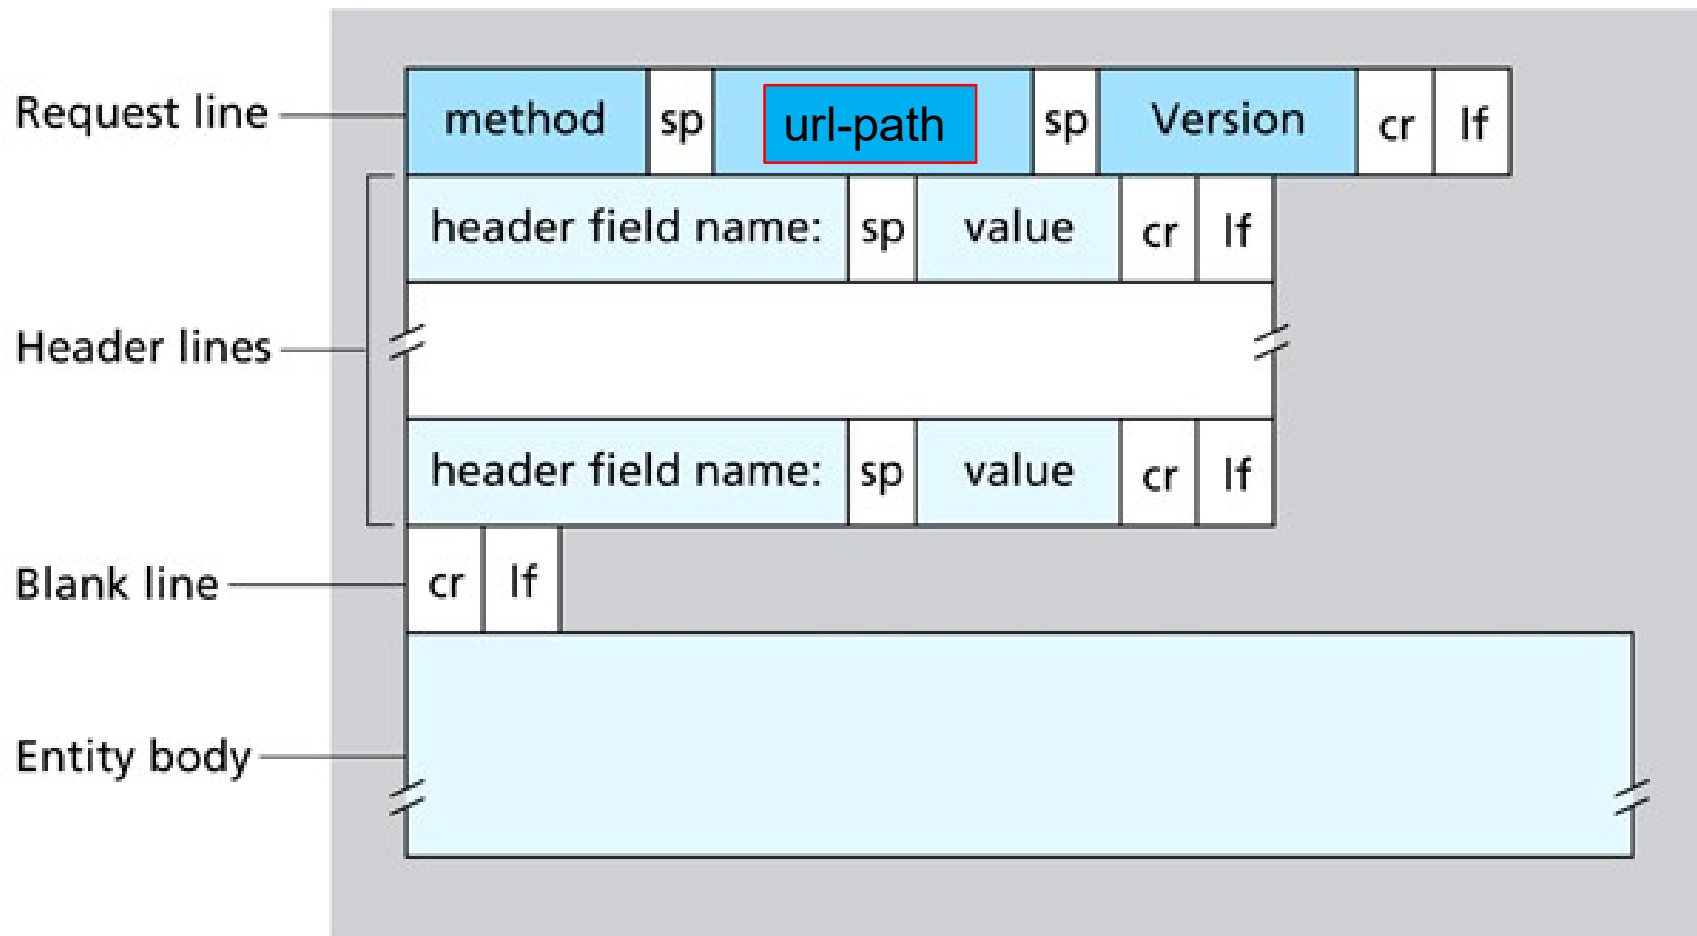 Request line method sp url-path sp Version cr lf
header field name: sp value cr lf
Header lines
header field name: sp value cr lf
Blank line cr lf
Entity body